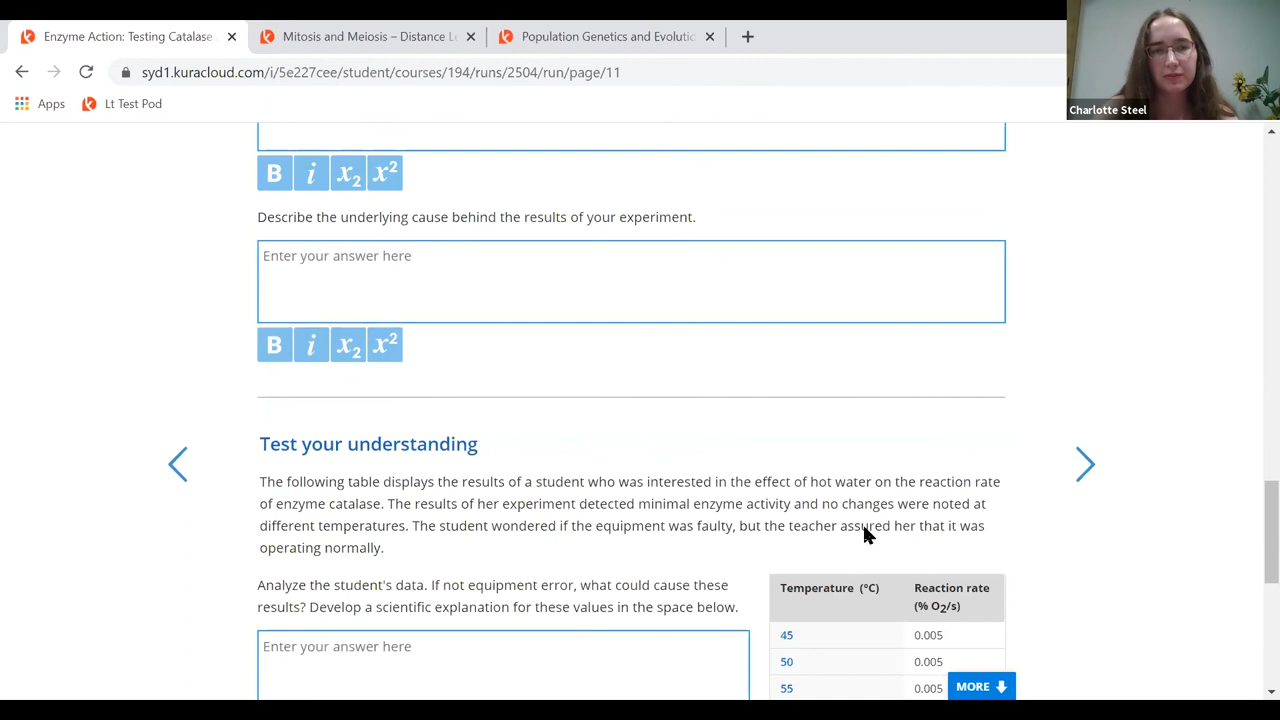 Enzyme Action: Testing Catalase
Mitosis and Meiosis – Distance L
Population Genetics and Evolutio
syd1.kuracloud.com/i/5e227cee/student/courses/194/runs/2504/run/page/11
Apps
Lt Test Pod
Charlotte Steel
B i x2 x2
Describe the underlying cause behind the results of your experiment.
Enter your answer here
B i x2 x2
Test your understanding
The following table displays the results of a student who was interested in the effect of hot water on the reaction rate
of enzyme catalase. The results of her experiment detected minimal enzyme activity and no changes were noted at
different temperatures. The student wondered if the equipment was faulty, but the teacher assured her that it was
operating normally.
Analyze the student's data. If not equipment error, what could cause these
results? Develop a scientific explanation for these values in the space below.
Enter your answer here
Temperature (°C) Reaction rate
(% O2/s)
45 0.005
50 0.005
55 0.005
MORE